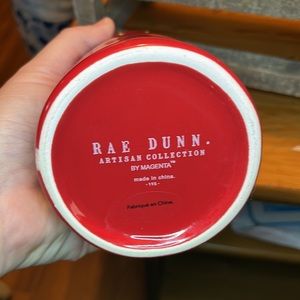 RAE DUNN.
ARTISAN COLLECTION
BY MAGENTA™
made in china.
Fabriqué en Chine.